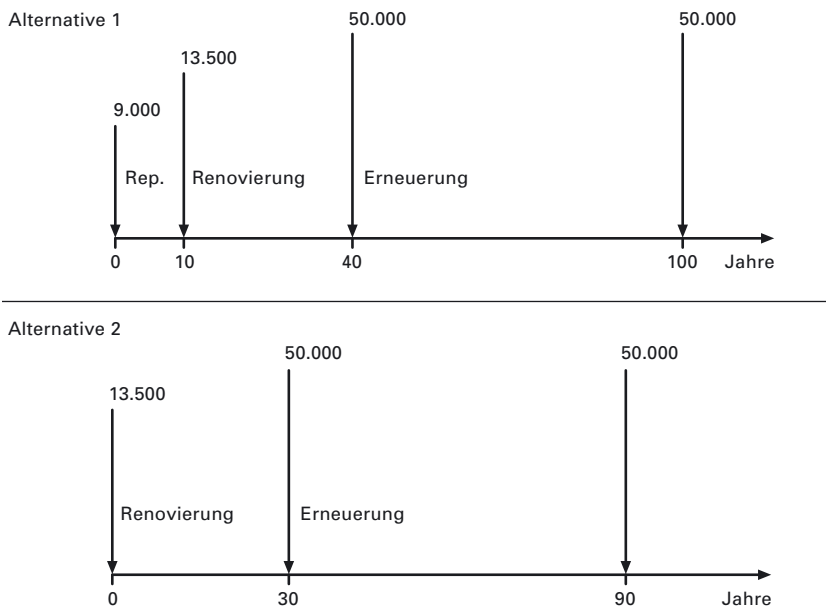 Alternative 1
50.000 50.000
13.500
9.000
Rep. Renovierung Erneuerung
0 10 40 100 Jahre
Alternative 2
50.000 50.000
13.500
Renovierung Erneuerung
0 30 90 Jahre